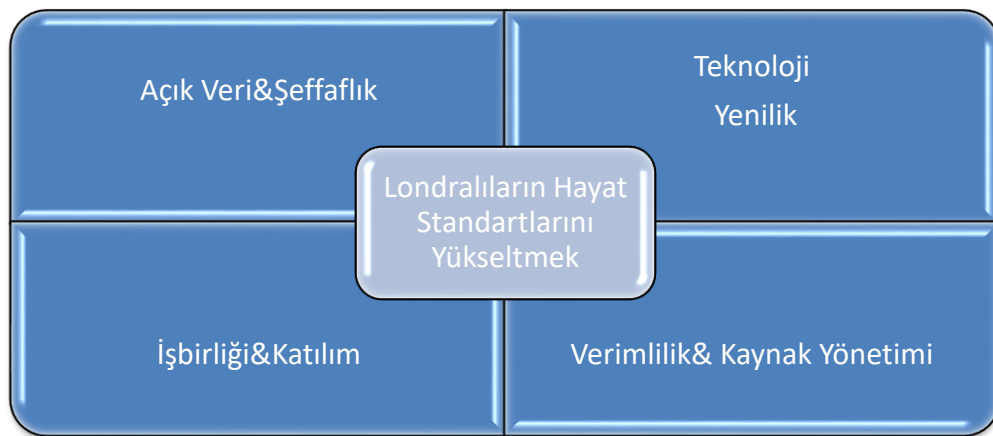 Açık Veri&Şeffaflık
Teknoloji
Yenilik
Londralıların Hayat
Standartlarını
Yükseltmek
İşbirliği&Katılım
Verimlilik& Kaynak Yönetimi